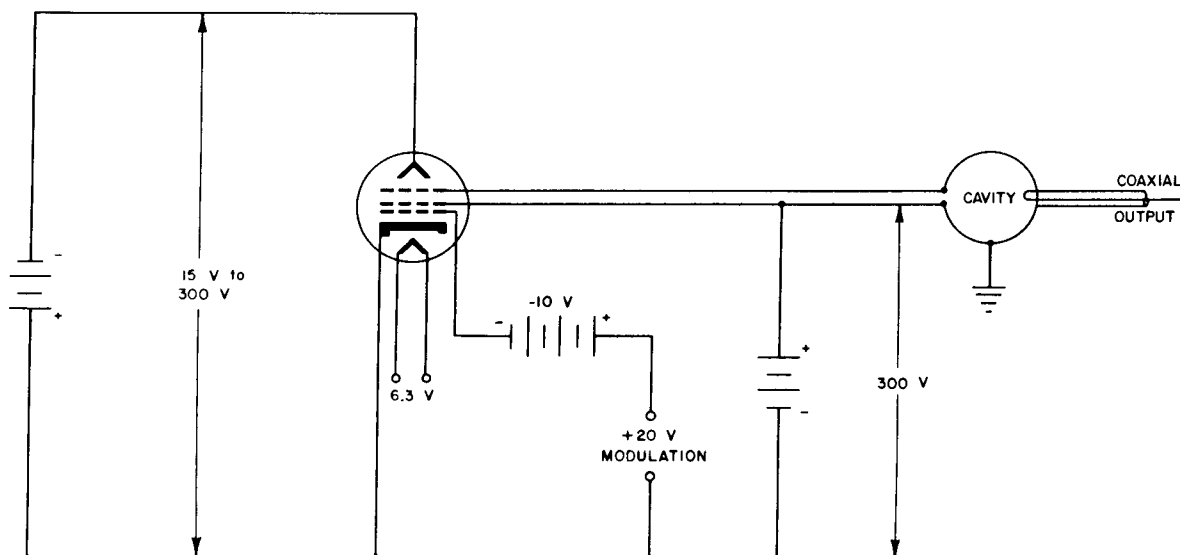 COAXIAL
CAVITY
OUTPUT
-
15 V to
300 V
+
-10 V
-
+
6.3 V
+
300 V
-
+20 V
MODULATION